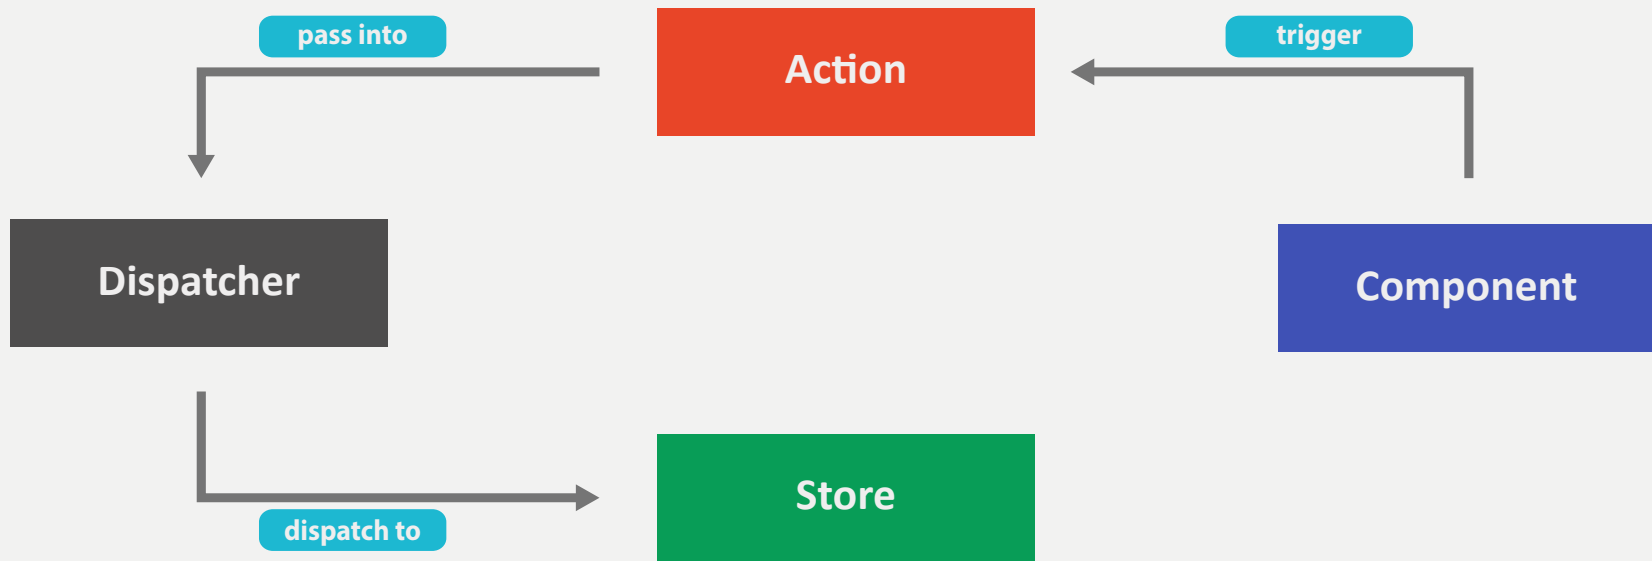 pass into
Action
trigger
Dispatcher
Component
Store
dispatch to